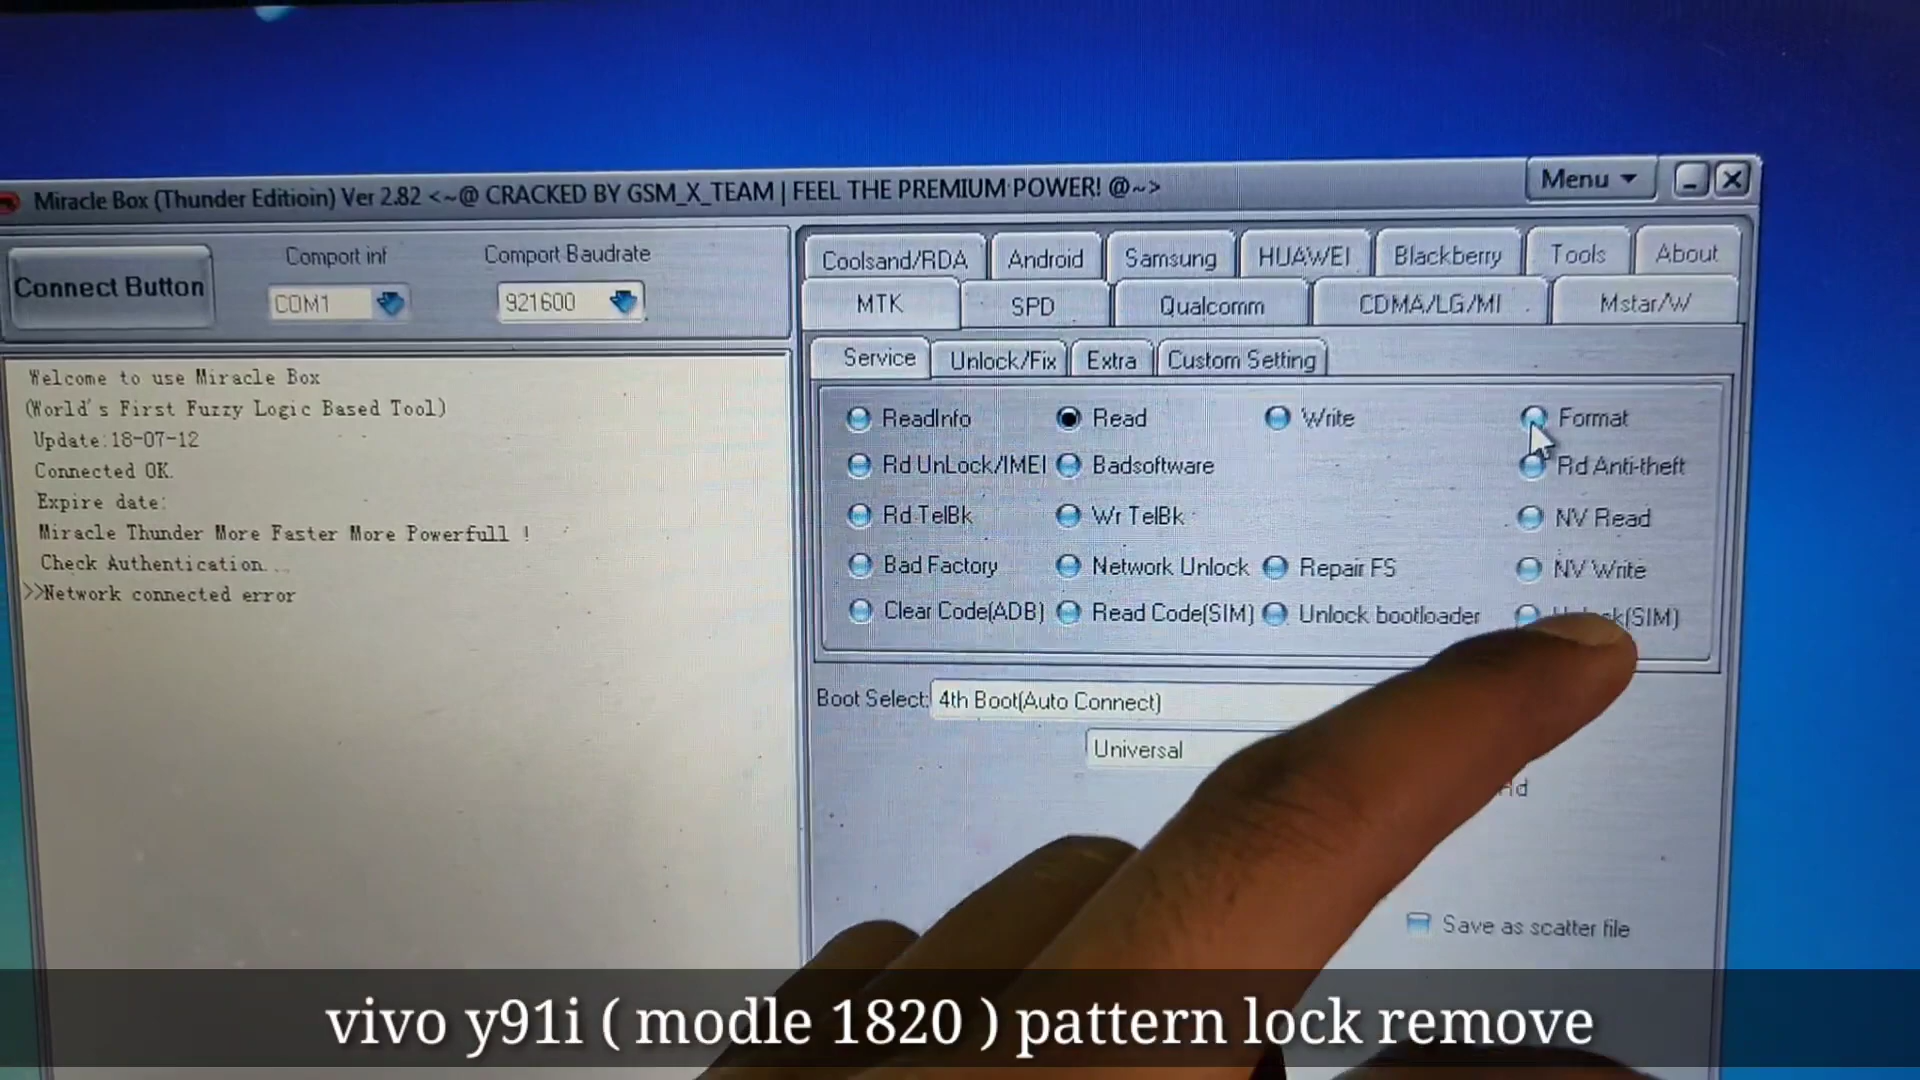 Miracle Box (Thunder Editioin) Ver 2.82 <~@ CRACKED BY GSM_X_TEAM | FEEL THE PREMIUM POWER! @~>
Menu
Connect Button
Comport inf
Comport Baudrate
COM1
921600
Coolsand/RDA Android Samsung HUAWEI Blackberry Tools About
MTK SPD Qualcomm CDMA/LG/MI Mstar/W
Service Unlock/Fix Extra Custom Setting
Welcome to use Miracle Box
(World's First Fuzzy Logic Based Tool)
Update:18-07-12
Connected OK.
Expire date:
Miracle Thunder More Faster More Powerfull !
Check Authentication...
>>Network connected error
ReadInfo Read Write Format
Rd UnLock/IMEI Badsoftware Rd Anti-theft
Rd TelBk Wr TelBk NV Read
Bad Factory Network Unlock Repair FS NV Write
Clear Code(ADB) Read Code(SIM) Unlock bootloader (SIM)
Boot Select: 4th Boot(Auto Connect)
Universal
Save as scatter file
vivo y91i ( modle 1820 ) pattern lock remove